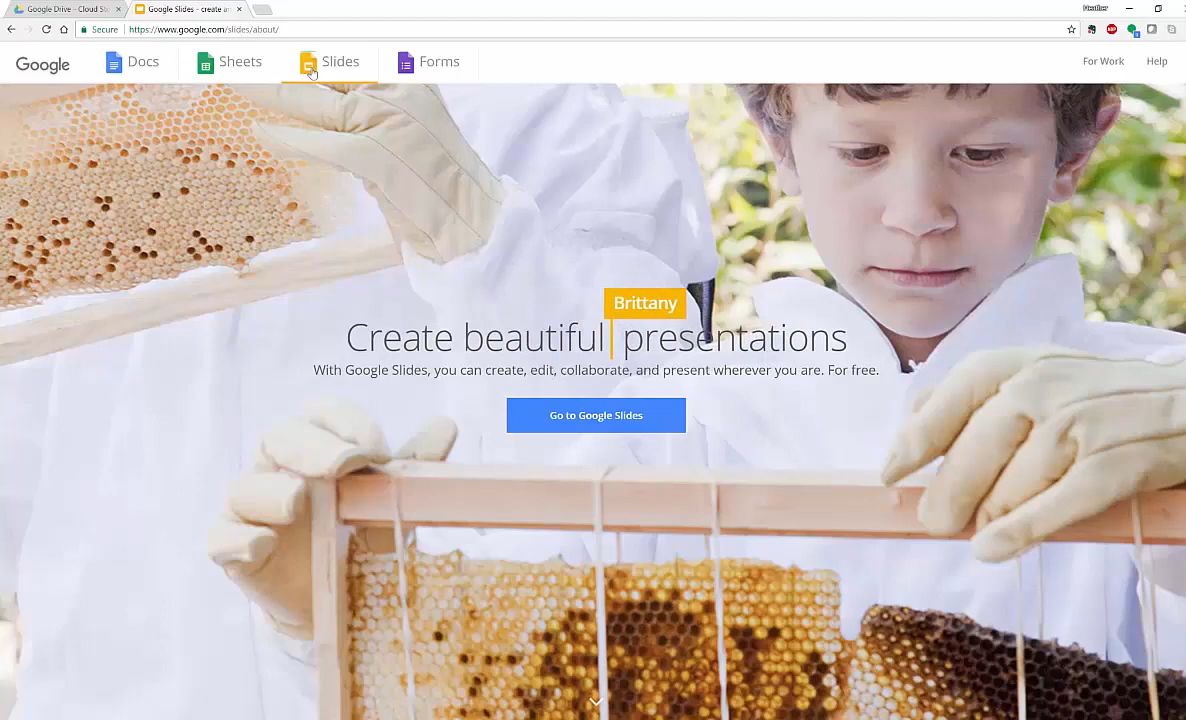 Google Drive - Cloud St
Google Slides - create an
Heather
Secure
https://www.google.com/slides/about/
Google
Docs
Sheets
Slides
Forms
For Work
Help
Brittany
Create beautiful presentations
With Google Slides, you can create, edit, collaborate, and present wherever you are. For free.
Go to Google Slides